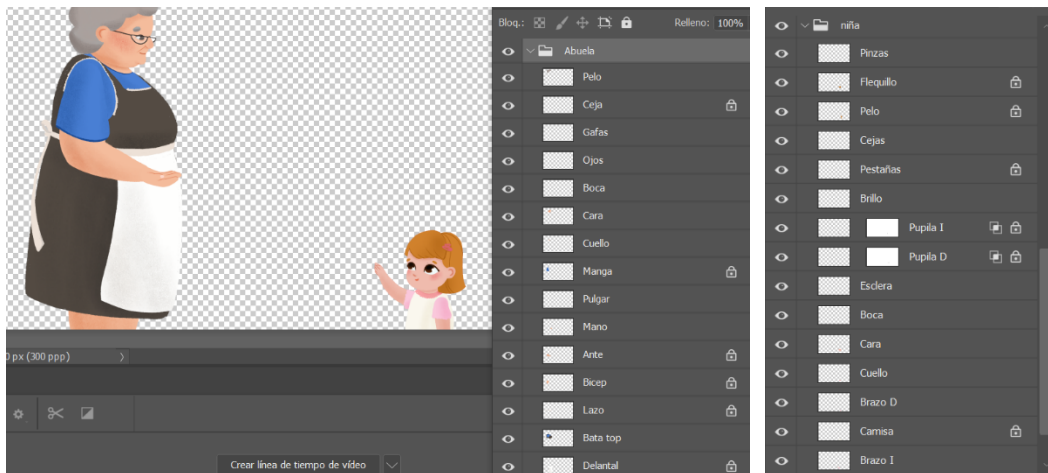 Bloq.:
Relleno: 100%
Abuela
Pelo
Ceja
Gafas
Ojos
Boca
Cara
Cuello
Manga
Pulgar
Mano
Ante
Bicep
Lazo
Bata top
Delantal
niña
Pinzas
Flequillo
Pelo
Cejas
Pestañas
Brillo
Pupila I
Pupila D
Esclera
Boca
Cara
Cuello
Brazo D
Camisa
Brazo I
0 px (300 ppp)
Crear línea de tiempo de vídeo